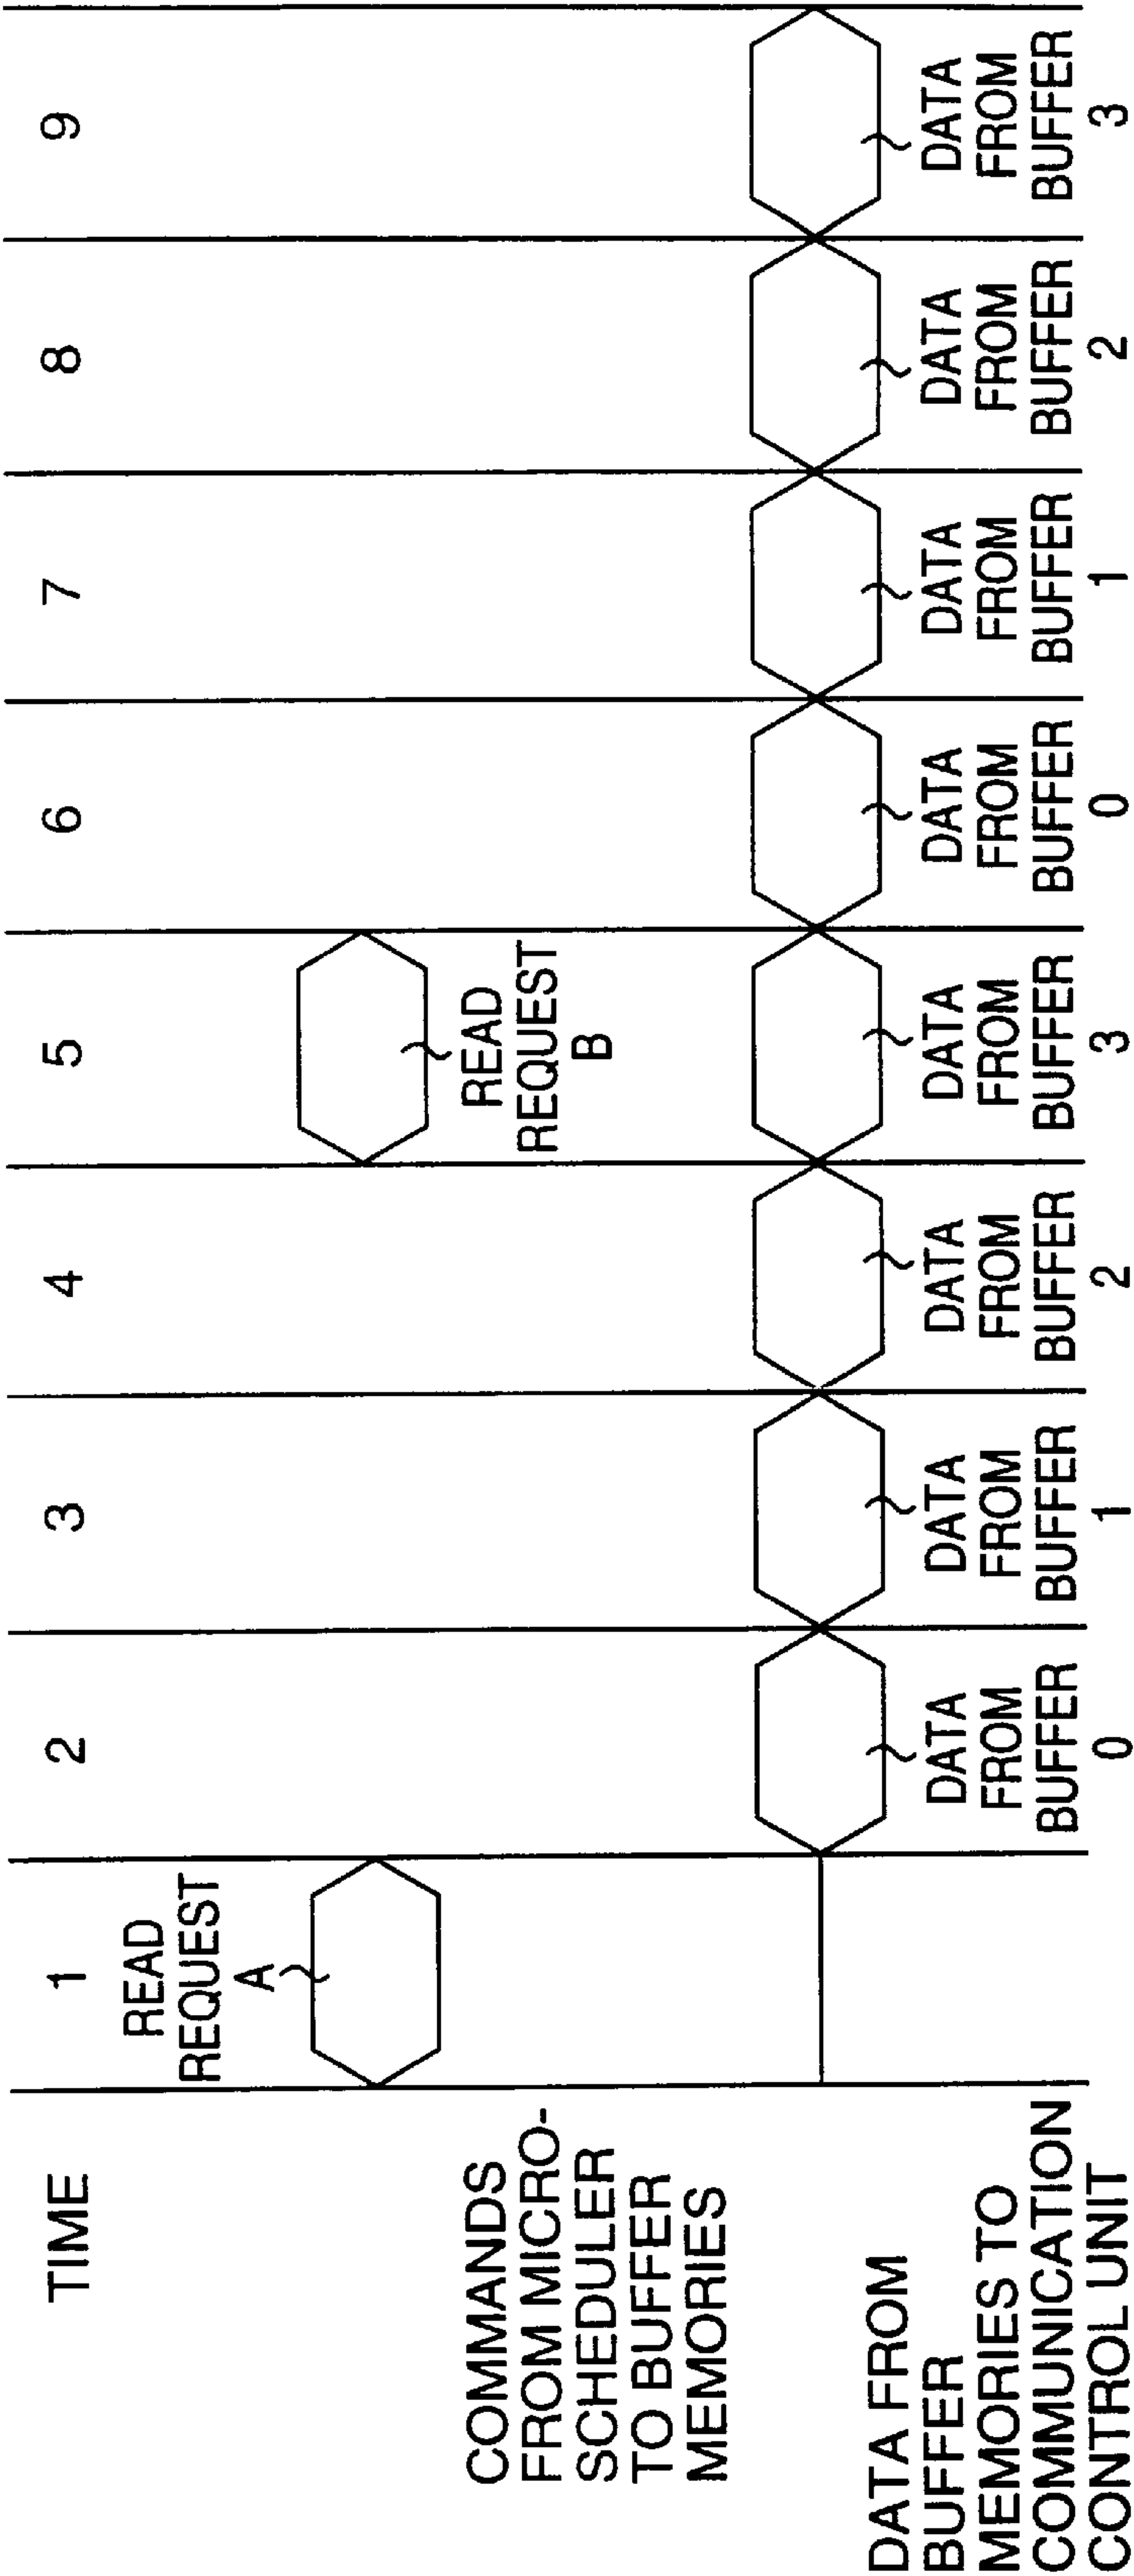 TIME
1
2
3
4
5
6
7
8
9
COMMANDS
FROM MICRO-
SCHEDULER
TO BUFFER
MEMORIES
READ
REQUEST
A
READ
REQUEST
B
DATA FROM
BUFFER
MEMORIES TO
COMMUNICATION
CONTROL UNIT
DATA
FROM
BUFFER
0
DATA
FROM
BUFFER
1
DATA
FROM
BUFFER
2
DATA
FROM
BUFFER
3
DATA
FROM
BUFFER
0
DATA
FROM
BUFFER
1
DATA
FROM
BUFFER
2
DATA
FROM
BUFFER
3